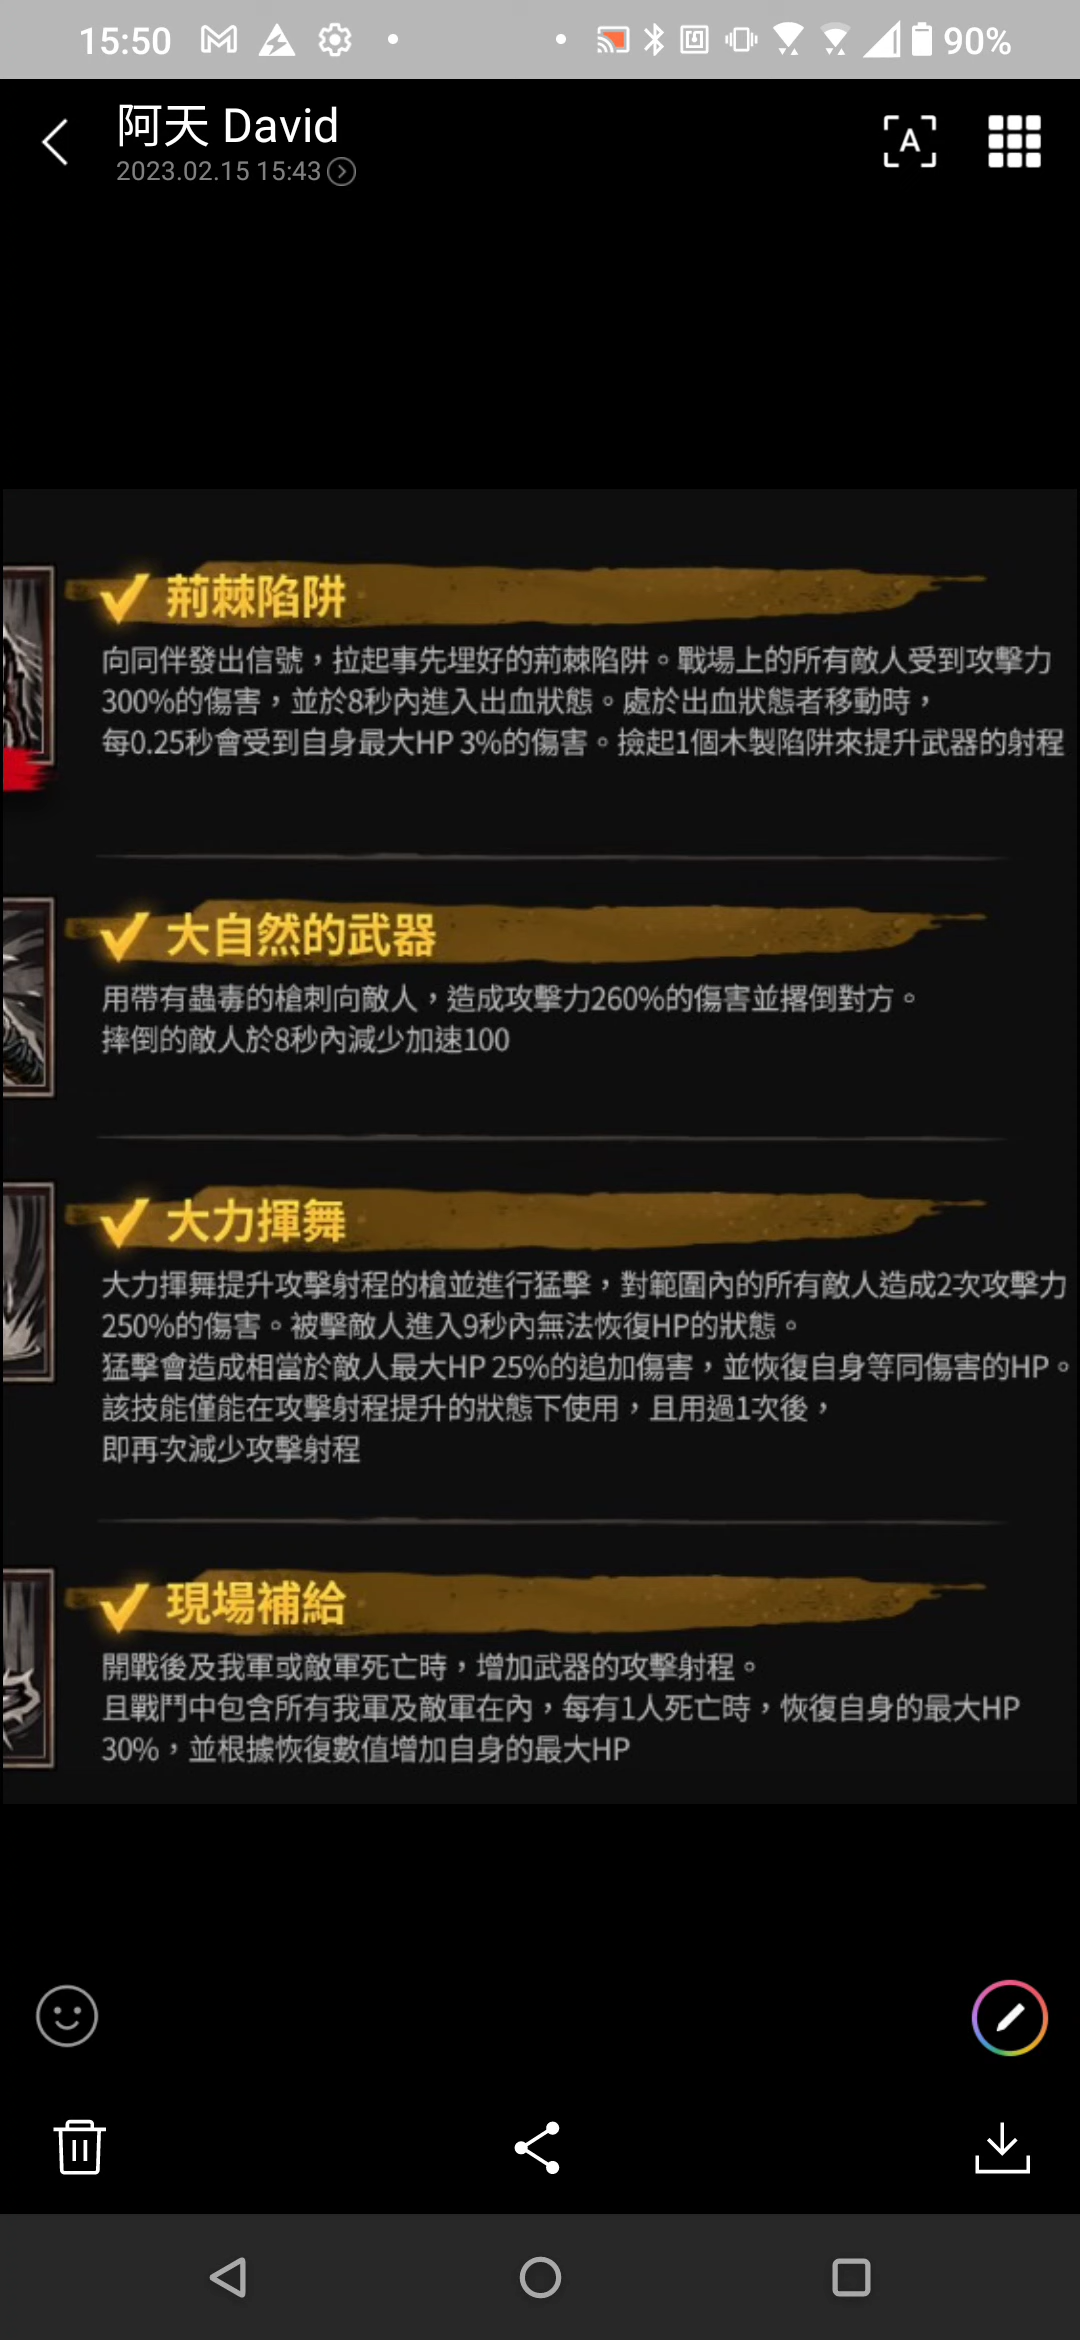 15:50
90%
阿天 David
2023.02.15 15:43
A
荊棘陷阱
向同伴發出信號，拉起事先埋好的荊棘陷阱。戰場上的所有敵人受到攻擊力
300%的傷害，並於8秒內進入出血狀態。處於出血狀態者移動時，
每0.25秒會受到自身最大HP 3%的傷害。撿起1個木製陷阱來提升武器的射程
大自然的武器
用帶有蟲毒的槍刺向敵人，造成攻擊力260%的傷害並撂倒對方。
摔倒的敵人於8秒內減少加速100
大力揮舞
大力揮舞提升攻擊射程的槍並進行猛擊，對範圍內的所有敵人造成2次攻擊力
250%的傷害。被擊敵人進入9秒內無法恢復HP的狀態。
猛擊會造成相當於敵人最大HP 25%的追加傷害，並恢復自身等同傷害的HP。
該技能僅能在攻擊射程提升的狀態下使用，且用過1次後，
即再次減少攻擊射程
現場補給
開戰後及我軍或敵軍死亡時，增加武器的攻擊射程。
且戰鬥中包含所有我軍及敵軍在內，每有1人死亡時，恢復自身的最大HP
30%，並根據恢復數值增加自身的最大HP